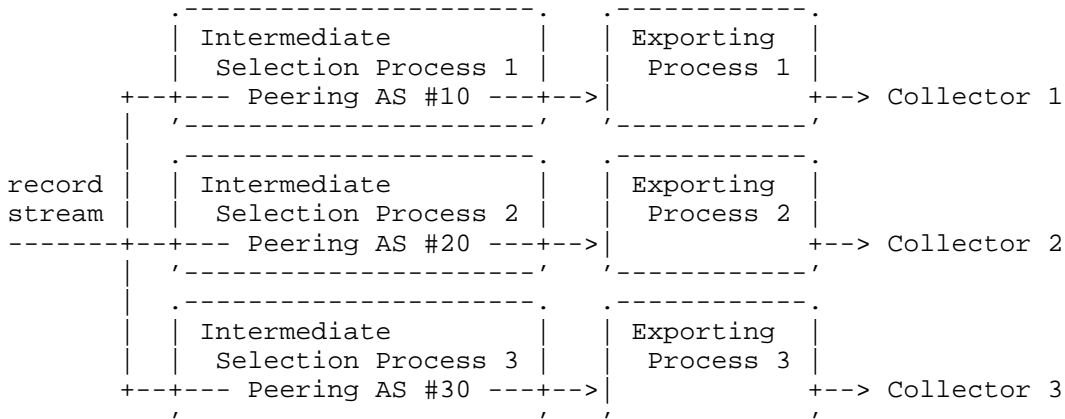 .----------------------.   .------------.
| Intermediate         |   | Exporting  |
|  Selection Process 1 |   |  Process 1 |
+--+--- Peering AS #10 ---+-->|            +--> Collector 1
|  '----------------------'   '------------'
|  .----------------------.   .------------.
record |  | Intermediate         |   | Exporting  |
stream |  |  Selection Process 2 |   |  Process 2 |
-------+--+--- Peering AS #20 ---+-->|            +--> Collector 2
|  '----------------------'   '------------'
|  .----------------------.   .------------.
|  | Intermediate         |   | Exporting  |
|  |  Selection Process 3 |   |  Process 3 |
+--+--- Peering AS #30 ---+-->|            +--> Collector 3
'                      '   '            '